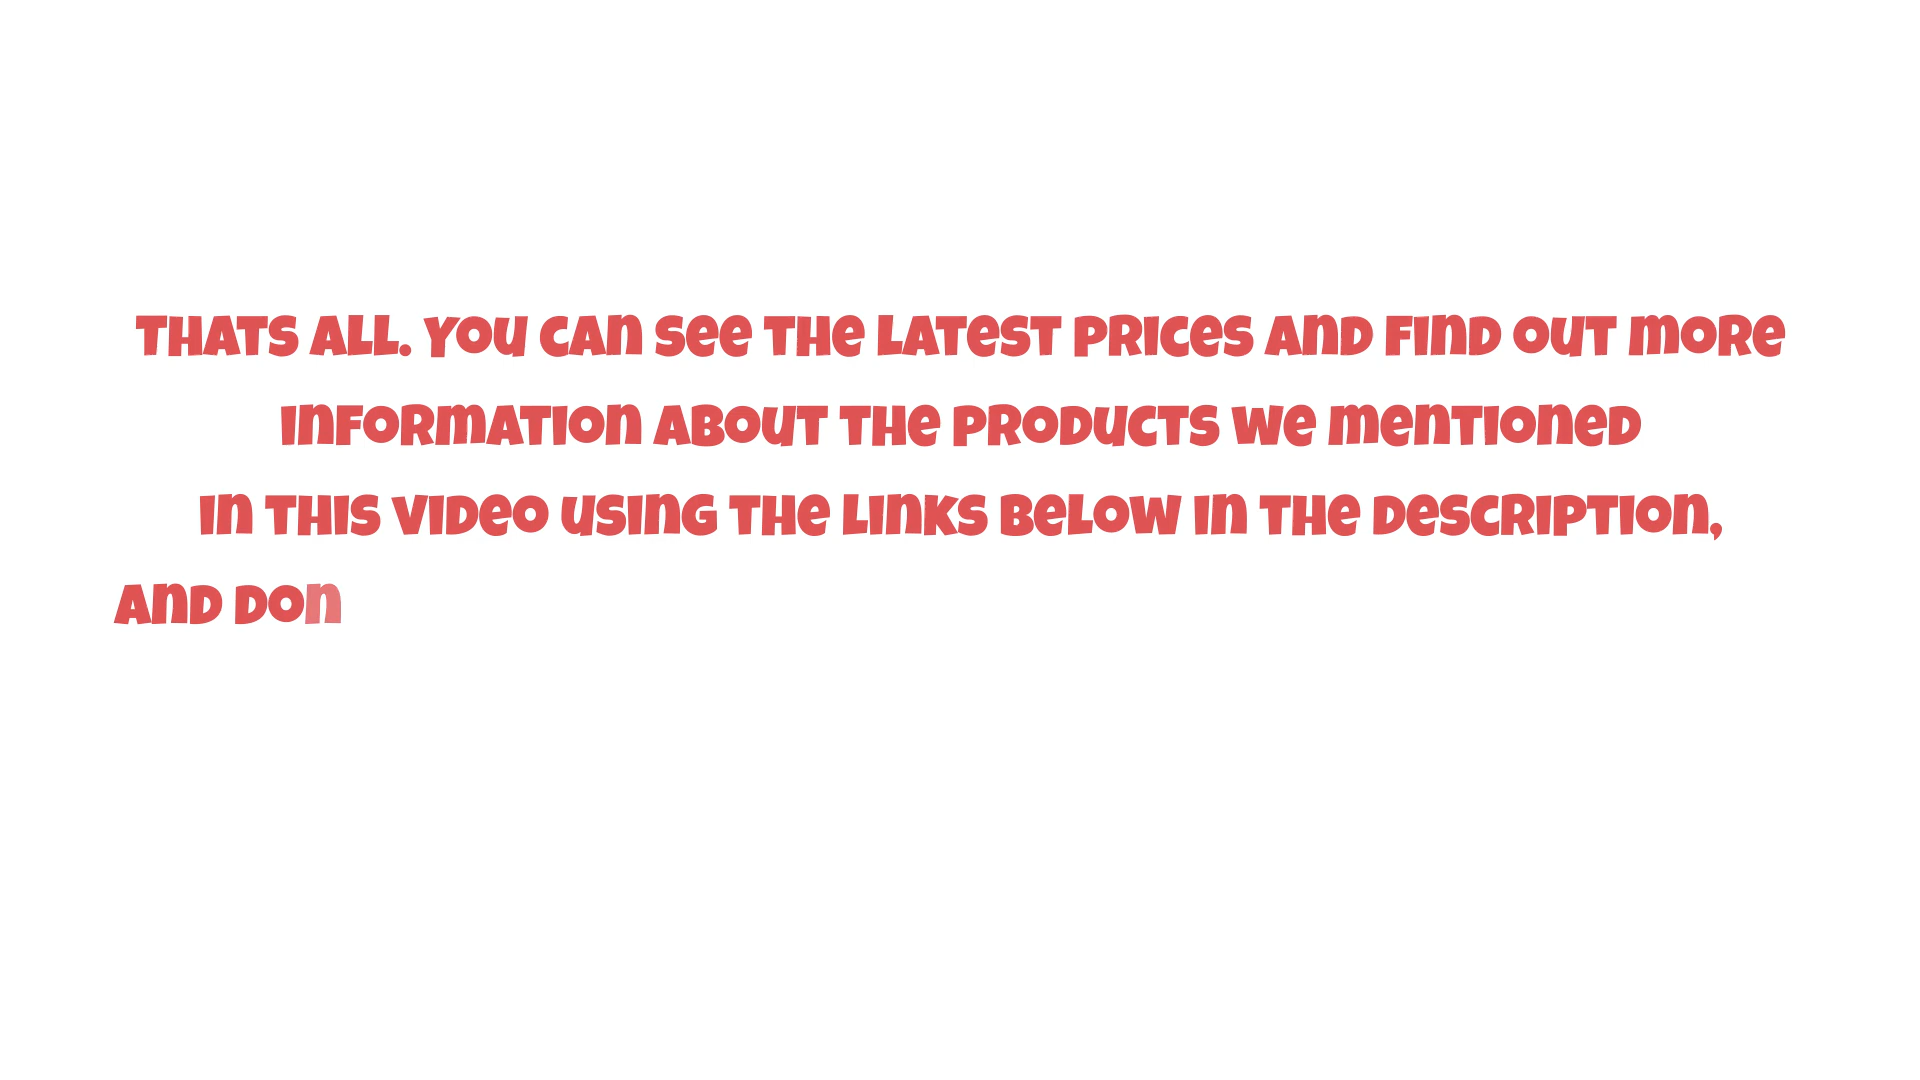 THATS ALL. YOU CAN SEE THE LATEST PRICES AND FIND OUT MORE
INFORMATION ABOUT THE PRODUCTS WE MENTIONED
IN THIS VIDEO USING THE LINKS BELOW IN THE DESCRIPTION,
AND DON